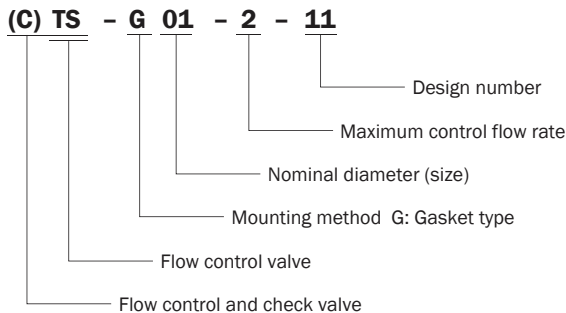 (C) TS – G 01 – 2 – 11
Design number
Maximum control flow rate
Nominal diameter (size)
Mounting method  G: Gasket type
Flow control valve
Flow control and check valve